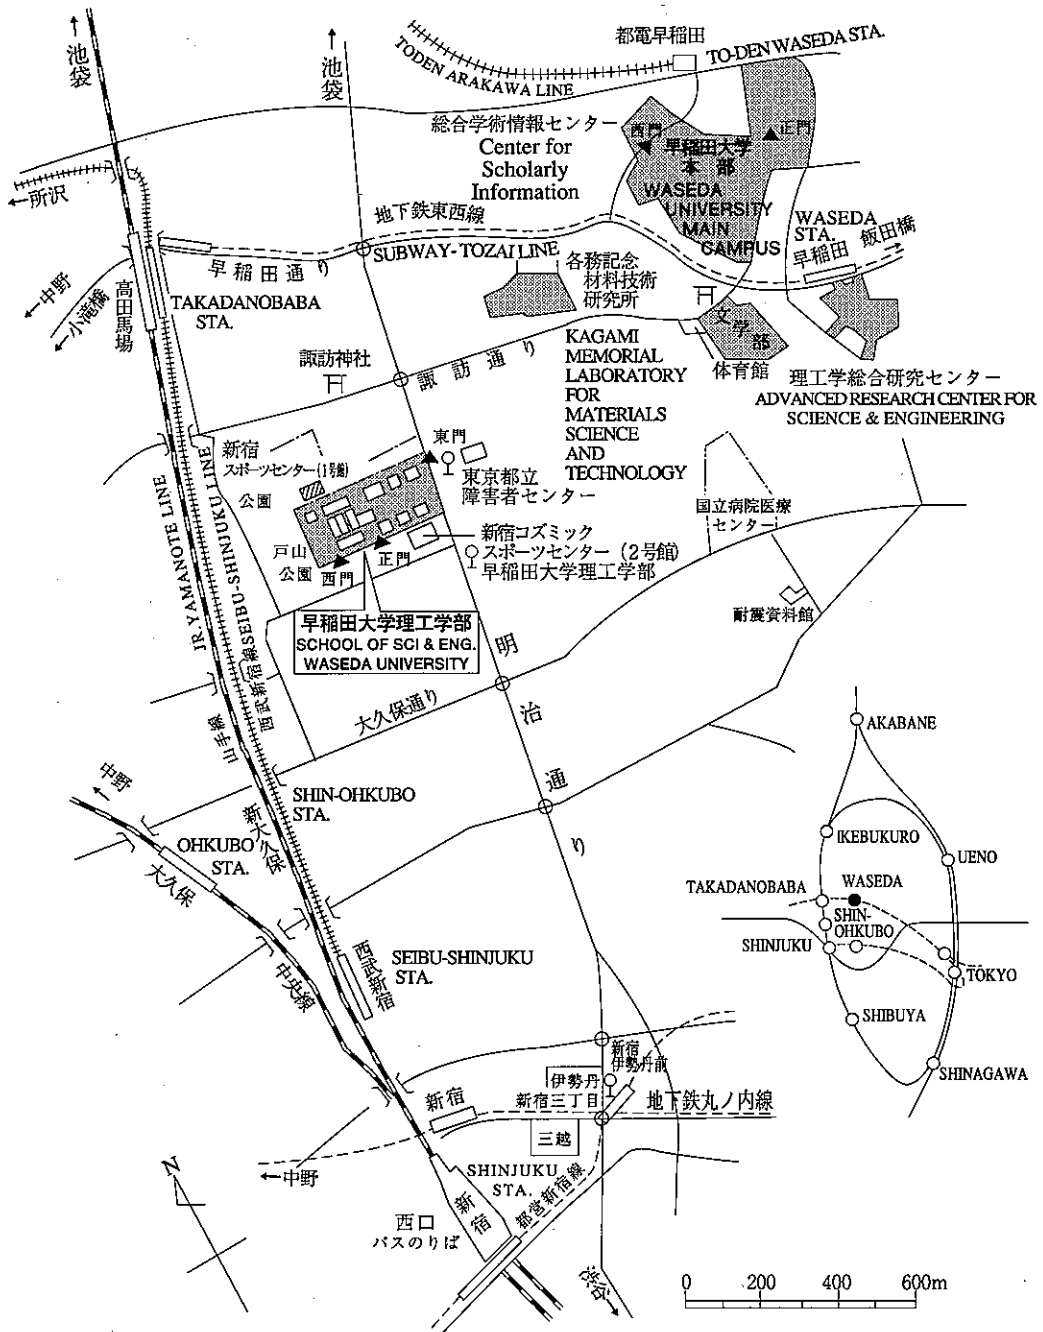 池袋
池袋
都電早稲田
TO-DEN WASEDA STA.
TODEN ARAKAWA LINE
総合学術情報センター
Center for
Scholarly
Information
西門
正門
早稲田大学
本部
WASEDA
UNIVERSITY
MAIN
CAMPUS
所沢
地下鉄東西線
SUBWAY-TOZAI LINE
WASEDA
STA.
早稲田
飯田橋
早稲田通り
中野
小滝橋
高田馬場
TAKADANOBABA
STA.
各務記念
材料技術
研究所
文学部
体育館
KAGAMI
MEMORIAL
LABORATORY
FOR
MATERIALS
SCIENCE
AND
TECHNOLOGY
理工学総合研究センター
ADVANCED RESEARCH CENTER FOR
SCIENCE & ENGINEERING
諏訪神社
諏訪通り
新宿
スポーツセンター(1号館)
公園
東門
東京都立
障害者センター
国立病院医療
センター
戸山
公園
西門
正門
新宿コズミック
スポーツセンター(2号館)
早稲田大学理工学部
耐震資料館
早稲田大学理工学部
SCHOOL OF SCI & ENG.
WASEDA UNIVERSITY
JR.YAMANOTE LINE
山手線
西武新宿線SEIBU-SHINJUKU LINE
明治通り
大久保通り
中野
SHIN-OHKUBO
STA.
新大久保
OHKUBO
STA.
大久保
中央線
SEIBU-SHINJUKU
STA.
西武新宿
AKABANE
IKEBUKURO
UENO
TAKADANOBABA
WASEDA
SHIN-
OHKUBO
SHINJUKU
TŌKYO
SHIBUYA
SHINAGAWA
新宿
伊勢丹前
伊勢丹
新宿三丁目
地下鉄丸ノ内線
新宿
三越
中野
SHINJUKU
STA.
新宿
都営新宿線
西口
バスのりば
渋谷
N
0 200 400 600m